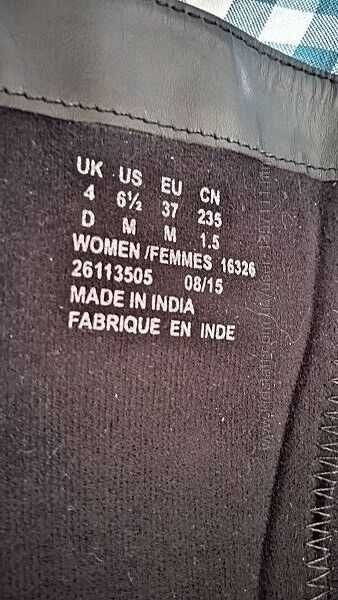 UK US EU CN
4 6½ 37 235
D M M 1.5
WOMEN /FEMMES 16326
26113505 08/15
MADE IN INDIA
FABRIQUE EN INDE